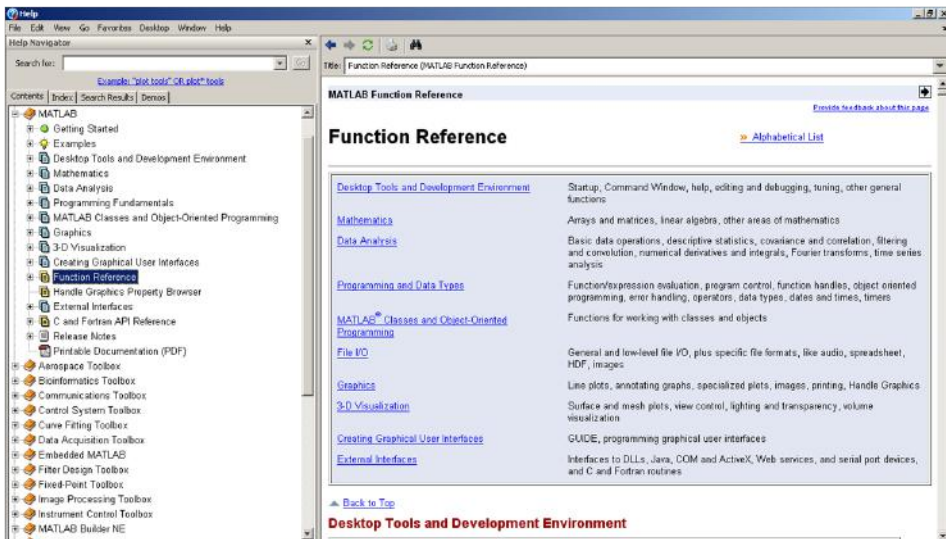 Help
File Edit View Go Favorites Desktop Window Help
Help Navigator
Search for:
Go
Example: "plot tools" OR plot* tools
Contents Index Search Results Demos
MATLAB
Getting Started
Examples
Desktop Tools and Development Environment
Mathematics
Data Analysis
Programming Fundamentals
MATLAB Classes and Object-Oriented Programming
Graphics
3-D Visualization
Creating Graphical User Interfaces
Function Reference
Handle Graphics Property Browser
External Interfaces
C and Fortran API Reference
Release Notes
Printable Documentation (PDF)
Aerospace Toolbox
Bioinformatics Toolbox
Communications Toolbox
Control System Toolbox
Curve Fitting Toolbox
Data Acquisition Toolbox
Embedded MATLAB
Filter Design Toolbox
Fixed-Point Toolbox
Image Processing Toolbox
Instrument Control Toolbox
MATLAB Builder NE
Title: Function Reference (MATLAB Function Reference)
MATLAB Function Reference
Provide feedback about this page
Function Reference
» Alphabetical List
Desktop Tools and Development Environment
Startup, Command Window, help, editing and debugging, tuning, other general
functions
Mathematics
Arrays and matrices, linear algebra, other areas of mathematics
Data Analysis
Basic data operations, descriptive statistics, covariance and correlation, filtering
and convolution, numerical derivatives and integrals, Fourier transforms, time series
analysis
Programming and Data Types
Function/expression evaluation, program control, function handles, object oriented
programming, error handling, operators, data types, dates and times, timers
MATLAB® Classes and Object-Oriented
Programming
Functions for working with classes and objects
File I/O
General and low-level file I/O, plus specific file formats, like audio, spreadsheet,
HDF, images
Graphics
Line plots, annotating graphs, specialized plots, images, printing, Handle Graphics
3-D Visualization
Surface and mesh plots, view control, lighting and transparency, volume
visualization
Creating Graphical User Interfaces
GUIDE, programming graphical user interfaces
External Interfaces
Interfaces to DLLs, Java, COM and ActiveX, Web services, and serial port devices,
and C and Fortran routines
Back to Top
Desktop Tools and Development Environment